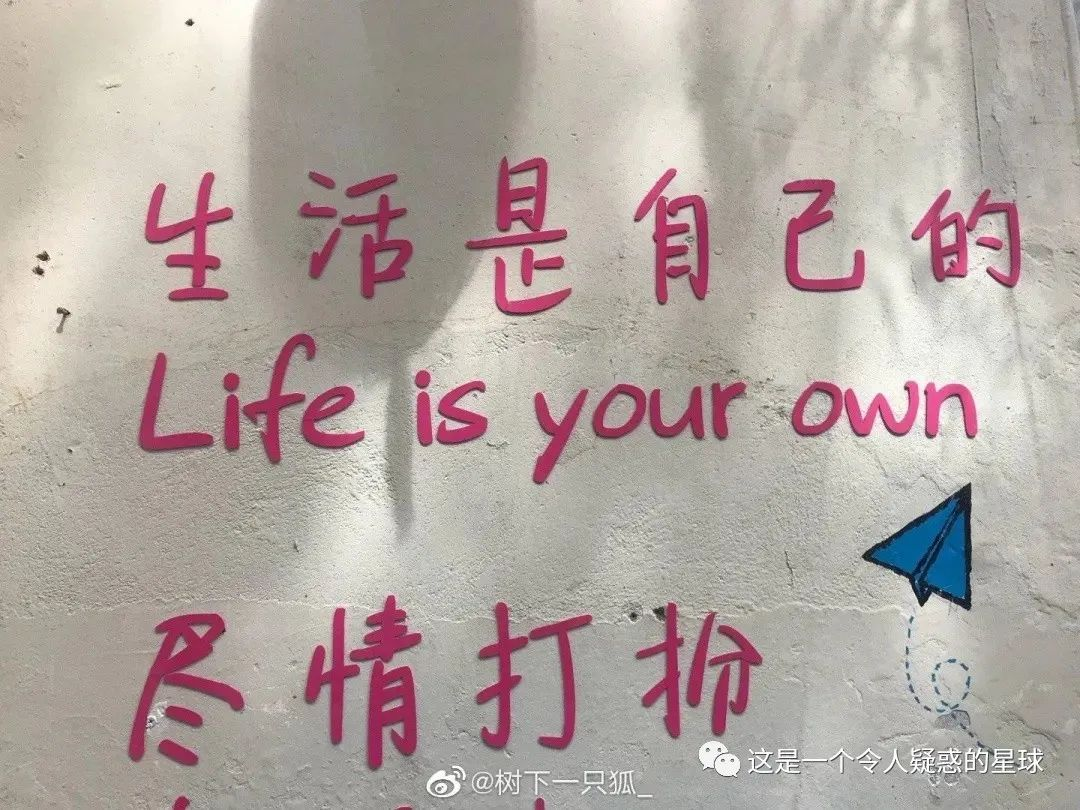 生活是自己的
Life is your own
尽情打扮
@树下一只狐_
这是一个令人疑惑的星球